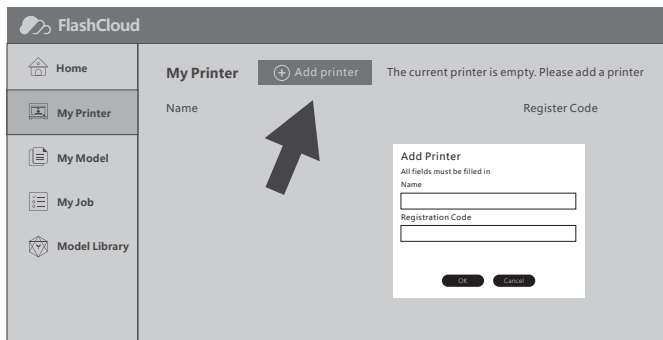 FlashCloud
Home
My Printer
My Model
My Job
Model Library
My Printer
Add printer
The current printer is empty. Please add a printer
Name
Register Code
Add Printer
All fields must be filled in
Name
Registration Code
OK
Cancel